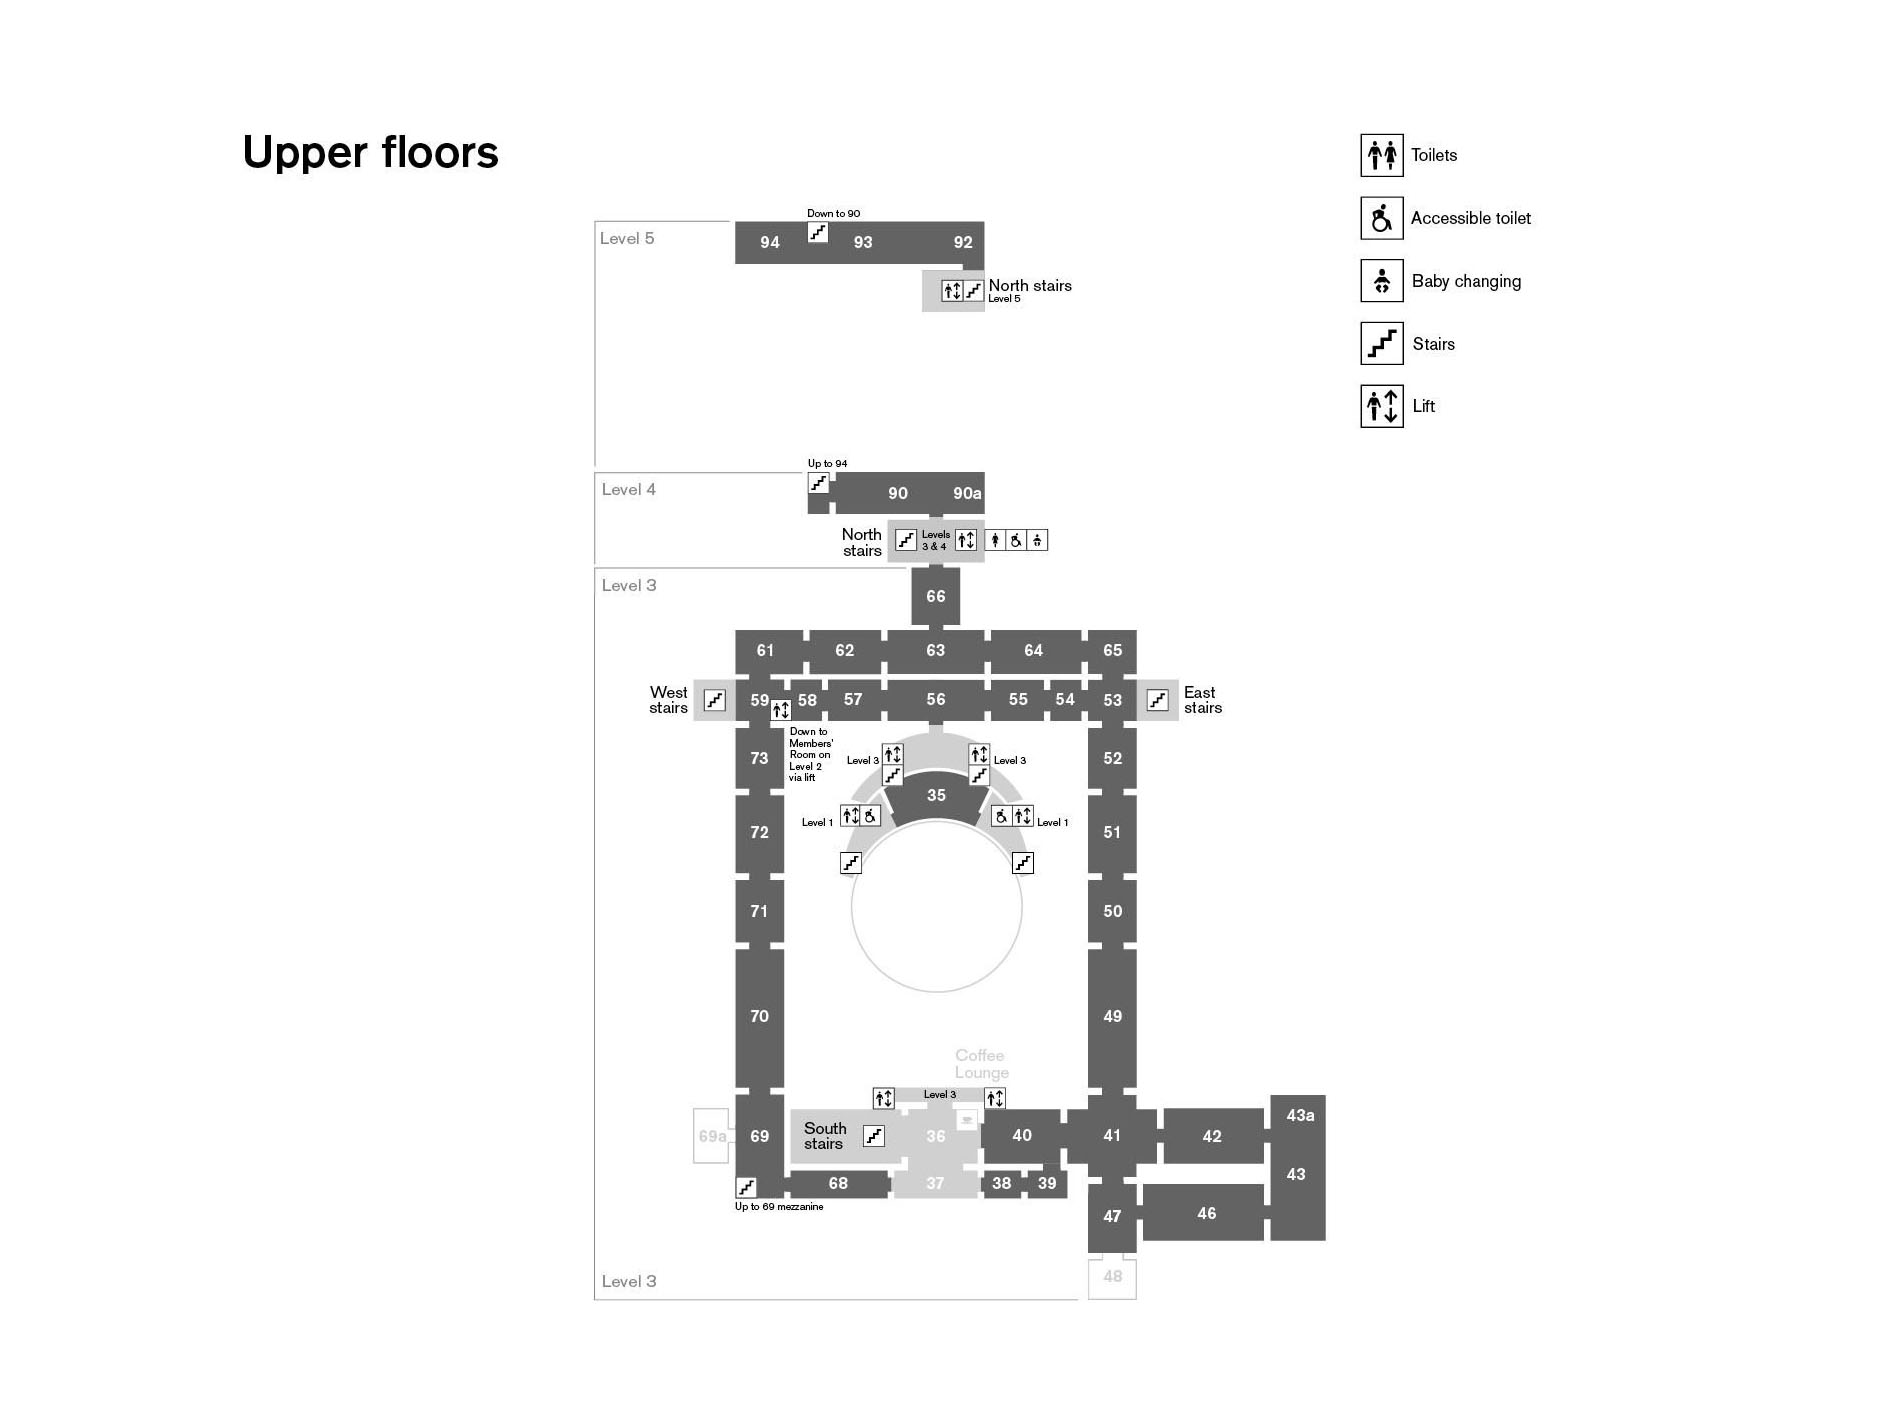 Upper floors
Toilets
Accessible toilet
Baby changing
Stairs
Lift
Down to 90
Level 5
94
93
92
North stairs
Level 5
Up to 94
Level 4
90
90a
North
stairs
Levels
3 & 4
Level 3
66
61
62
63
64
65
West
stairs
59
58
57
56
55
54
53
East
stairs
Down to
Members'
Room on
Level 2
via lift
73
Level 3
Level 3
52
35
72
Level 1
Level 1
51
71
50
70
49
Coffee
Lounge
Level 3
69a
69
South
stairs
36
40
41
42
43a
43
68
37
38
39
Up to 69 mezzanine
47
46
48
Level 3